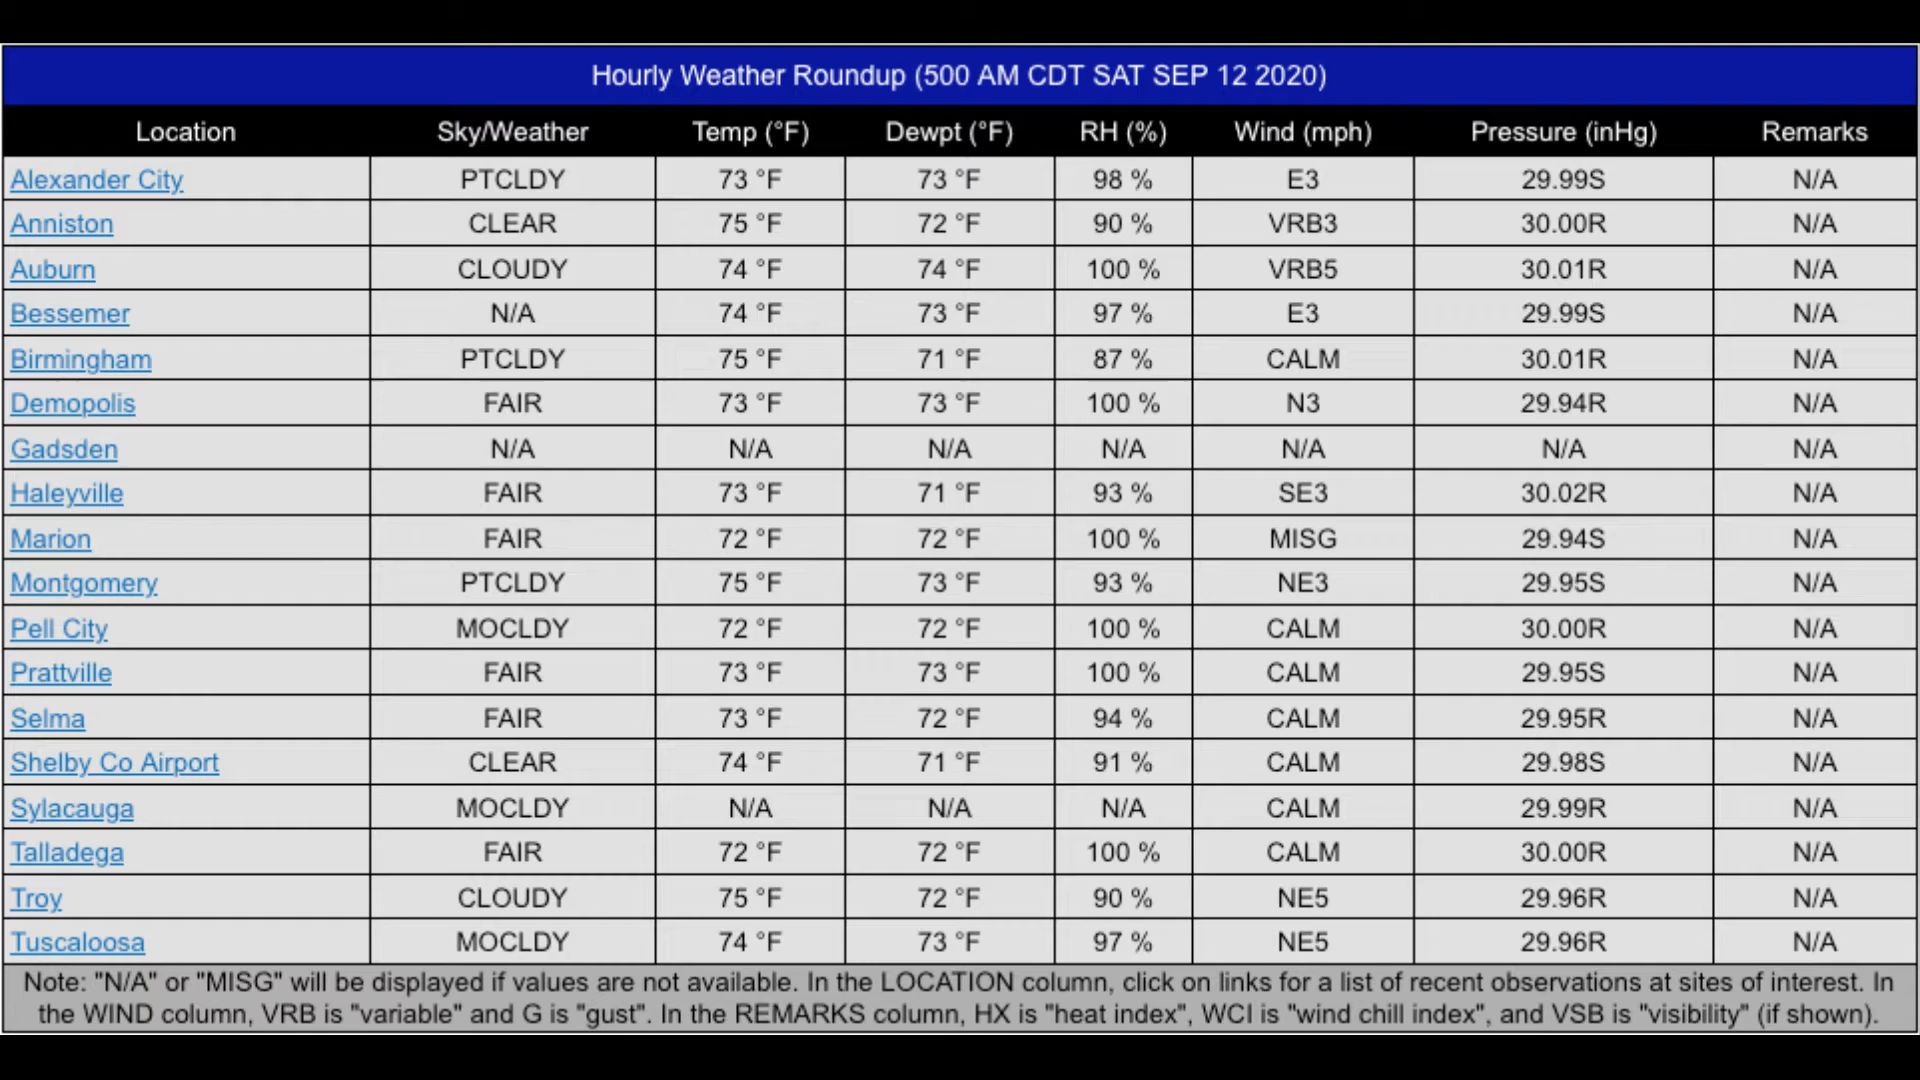 Hourly Weather Roundup (500 AM CDT SAT SEP 12 2020)
Location Sky/Weather Temp (°F) Dewpt (°F) RH (%) Wind (mph) Pressure (inHg) Remarks
Alexander City PTCLDY 73 °F 73 °F 98 % E3 29.99S N/A
Anniston CLEAR 75 °F 72 °F 90 % VRB3 30.00R N/A
Auburn CLOUDY 74 °F 74 °F 100 % VRB5 30.01R N/A
Bessemer N/A 74 °F 73 °F 97 % E3 29.99S N/A
Birmingham PTCLDY 75 °F 71 °F 87 % CALM 30.01R N/A
Demopolis FAIR 73 °F 73 °F 100 % N3 29.94R N/A
Gadsden N/A N/A N/A N/A N/A N/A N/A
Haleyville FAIR 73 °F 71 °F 93 % SE3 30.02R N/A
Marion FAIR 72 °F 72 °F 100 % MISG 29.94S N/A
Montgomery PTCLDY 75 °F 73 °F 93 % NE3 29.95S N/A
Pell City MOCLDY 72 °F 72 °F 100 % CALM 30.00R N/A
Prattville FAIR 73 °F 73 °F 100 % CALM 29.95S N/A
Selma FAIR 73 °F 72 °F 94 % CALM 29.95R N/A
Shelby Co Airport CLEAR 74 °F 71 °F 91 % CALM 29.98S N/A
Sylacauga MOCLDY N/A N/A N/A CALM 29.99R N/A
Talladega FAIR 72 °F 72 °F 100 % CALM 30.00R N/A
Troy CLOUDY 75 °F 72 °F 90 % NE5 29.96R N/A
Tuscaloosa MOCLDY 74 °F 73 °F 97 % NE5 29.96R N/A
Note: "N/A" or "MISG" will be displayed if values are not available. In the LOCATION column, click on links for a list of recent observations at sites of interest. In
the WIND column, VRB is "variable" and G is "gust". In the REMARKS column, HX is "heat index", WCI is "wind chill index", and VSB is "visibility" (if shown).